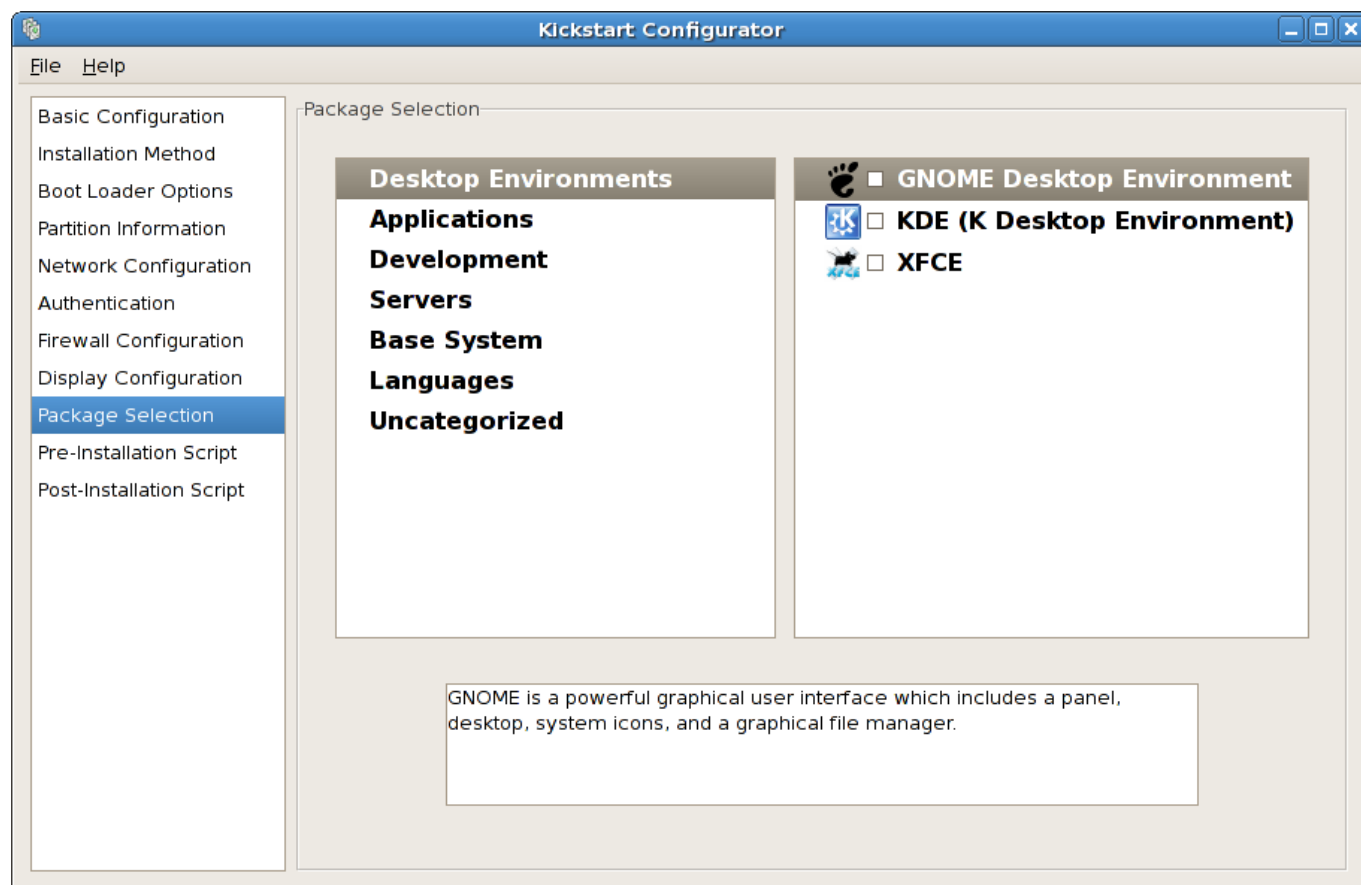 Kickstart Configurator
File Help
Basic Configuration
Installation Method
Boot Loader Options
Partition Information
Network Configuration
Authentication
Firewall Configuration
Display Configuration
Package Selection
Pre-Installation Script
Post-Installation Script
Package Selection
Desktop Environments
Applications
Development
Servers
Base System
Languages
Uncategorized
GNOME Desktop Environment
KDE (K Desktop Environment)
XFCE
GNOME is a powerful graphical user interface which includes a panel,
desktop, system icons, and a graphical file manager.